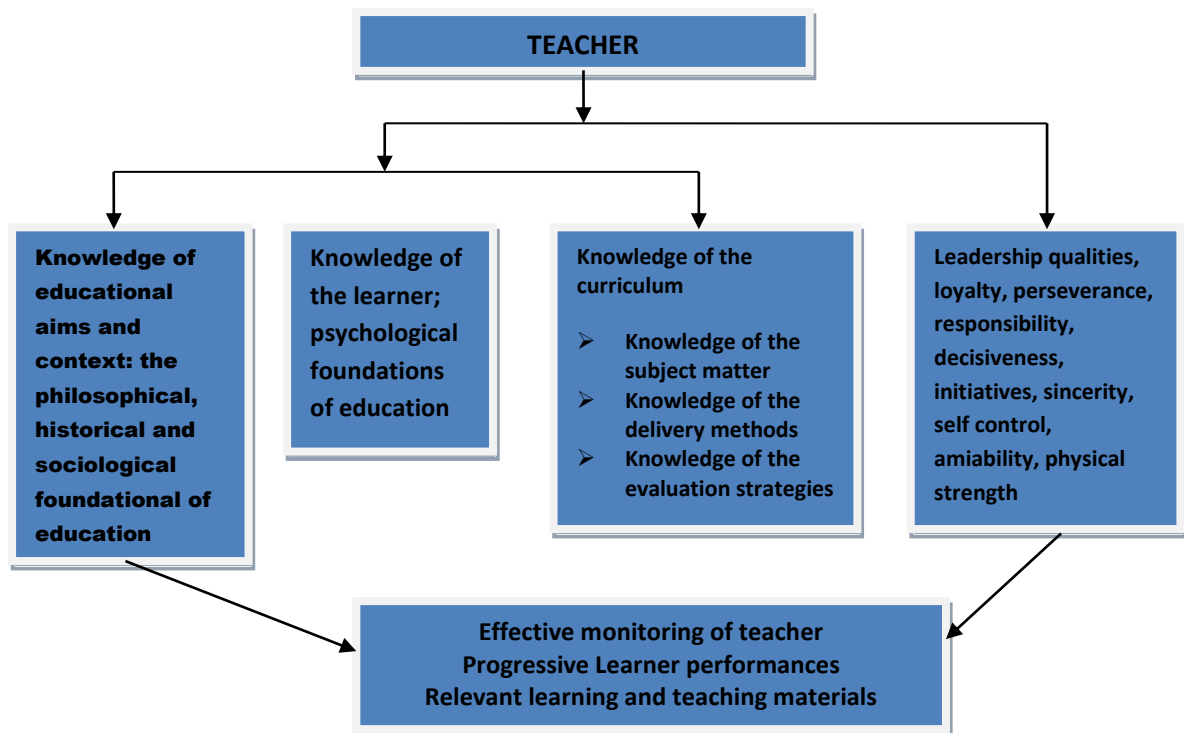 TEACHER
Knowledge of
educational
aims and
context: the
philosophical,
historical and
sociological
foundational of
education
Knowledge of
the learner;
psychological
foundations
of education
Knowledge of the
curriculum
➢ Knowledge of the
subject matter
➢ Knowledge of the
delivery methods
➢ Knowledge of the
evaluation strategies
Leadership qualities,
loyalty, perseverance,
responsibility,
decisiveness,
initiatives, sincerity,
self control,
amiability, physical
strength
Effective monitoring of teacher
Progressive Learner performances
Relevant learning and teaching materials